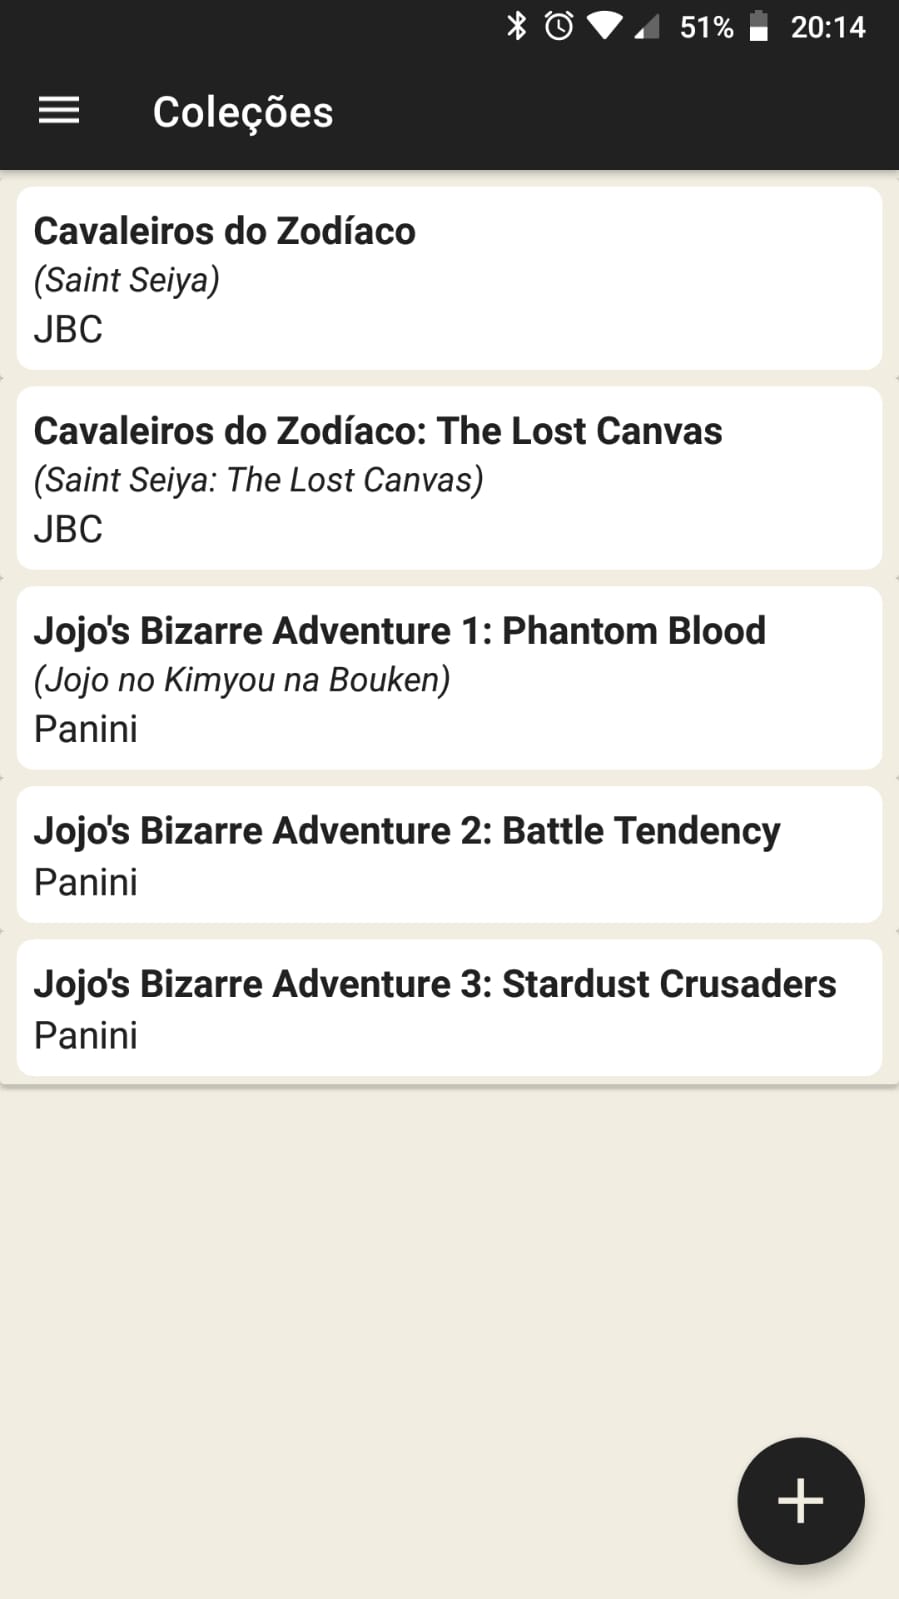 51% 20:14
Coleções
Cavaleiros do Zodíaco
(Saint Seiya)
JBC
Cavaleiros do Zodíaco: The Lost Canvas
(Saint Seiya: The Lost Canvas)
JBC
Jojo's Bizarre Adventure 1: Phantom Blood
(Jojo no Kimyou na Bouken)
Panini
Jojo's Bizarre Adventure 2: Battle Tendency
Panini
Jojo's Bizarre Adventure 3: Stardust Crusaders
Panini